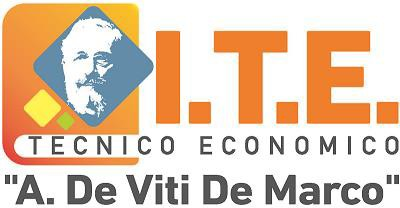 I.T.E.
TECNICO ECONOMICO
"A. De Viti De Marco"